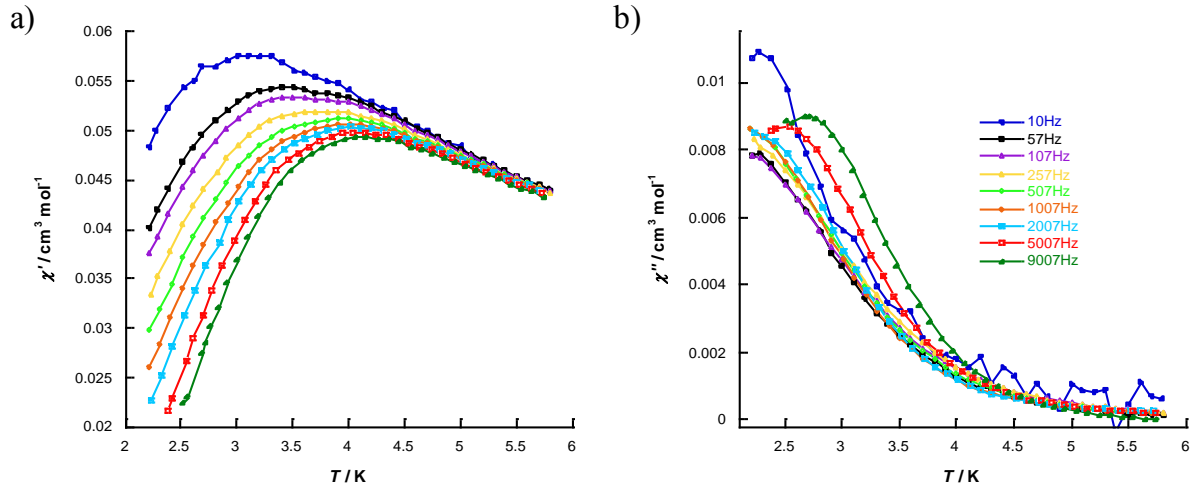 a)
0.06
0.055
0.05
0.045
0.04
0.035
0.03
0.025
0.02
χ' / cm³ mol⁻¹
2 2.5 3 3.5 4 4.5 5 5.5 6
T / K
b)
0.01
0.008
0.006
0.004
0.002
0
χ'' / cm³ mol⁻¹
10Hz
57Hz
107Hz
257Hz
507Hz
1007Hz
2007Hz
5007Hz
9007Hz
2.5 3 3.5 4 4.5 5 5.5 6
T / K